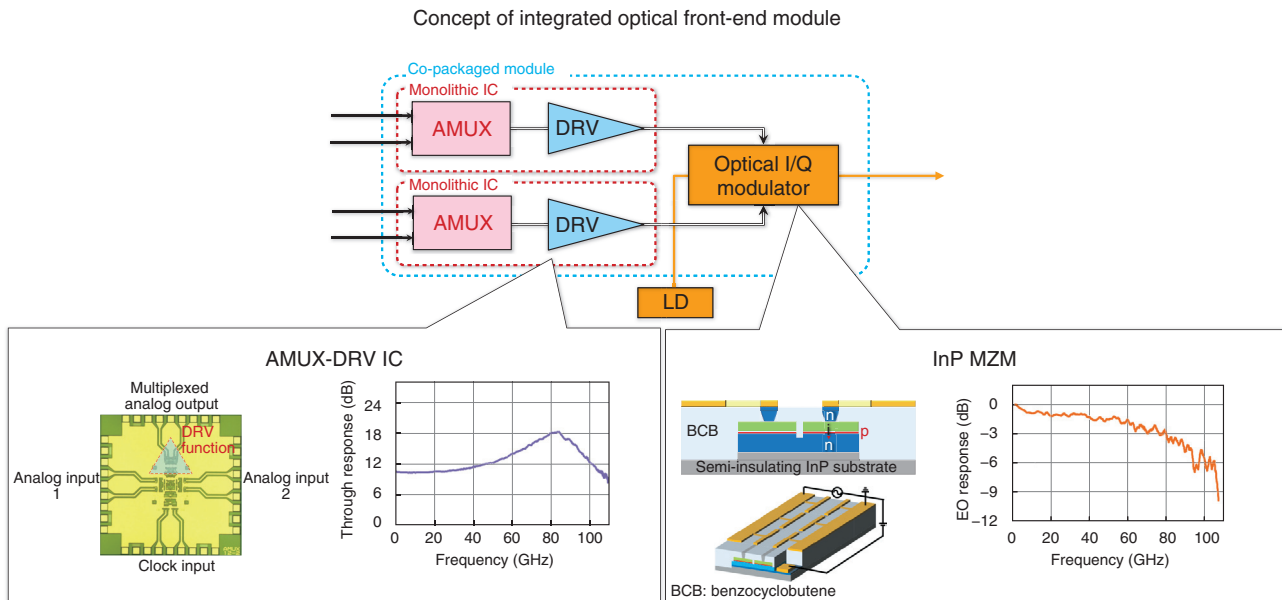 Concept of integrated optical front-end module
Co-packaged module
Monolithic IC
AMUX
DRV
Optical I/Q
modulator
Monolithic IC
AMUX
DRV
LD
AMUX-DRV IC
Multiplexed
analog output
DRV
function
Analog input
1
Analog input
2
Clock input
Through response (dB)
24
18
12
6
0
0 20 40 60 80 100
Frequency (GHz)
InP MZM
BCB
n
i
n
p
Semi-insulating InP substrate
BCB: benzocyclobutene
EO response (dB)
0
−3
−6
−9
−12
0 20 40 60 80 100
Frequency (GHz)